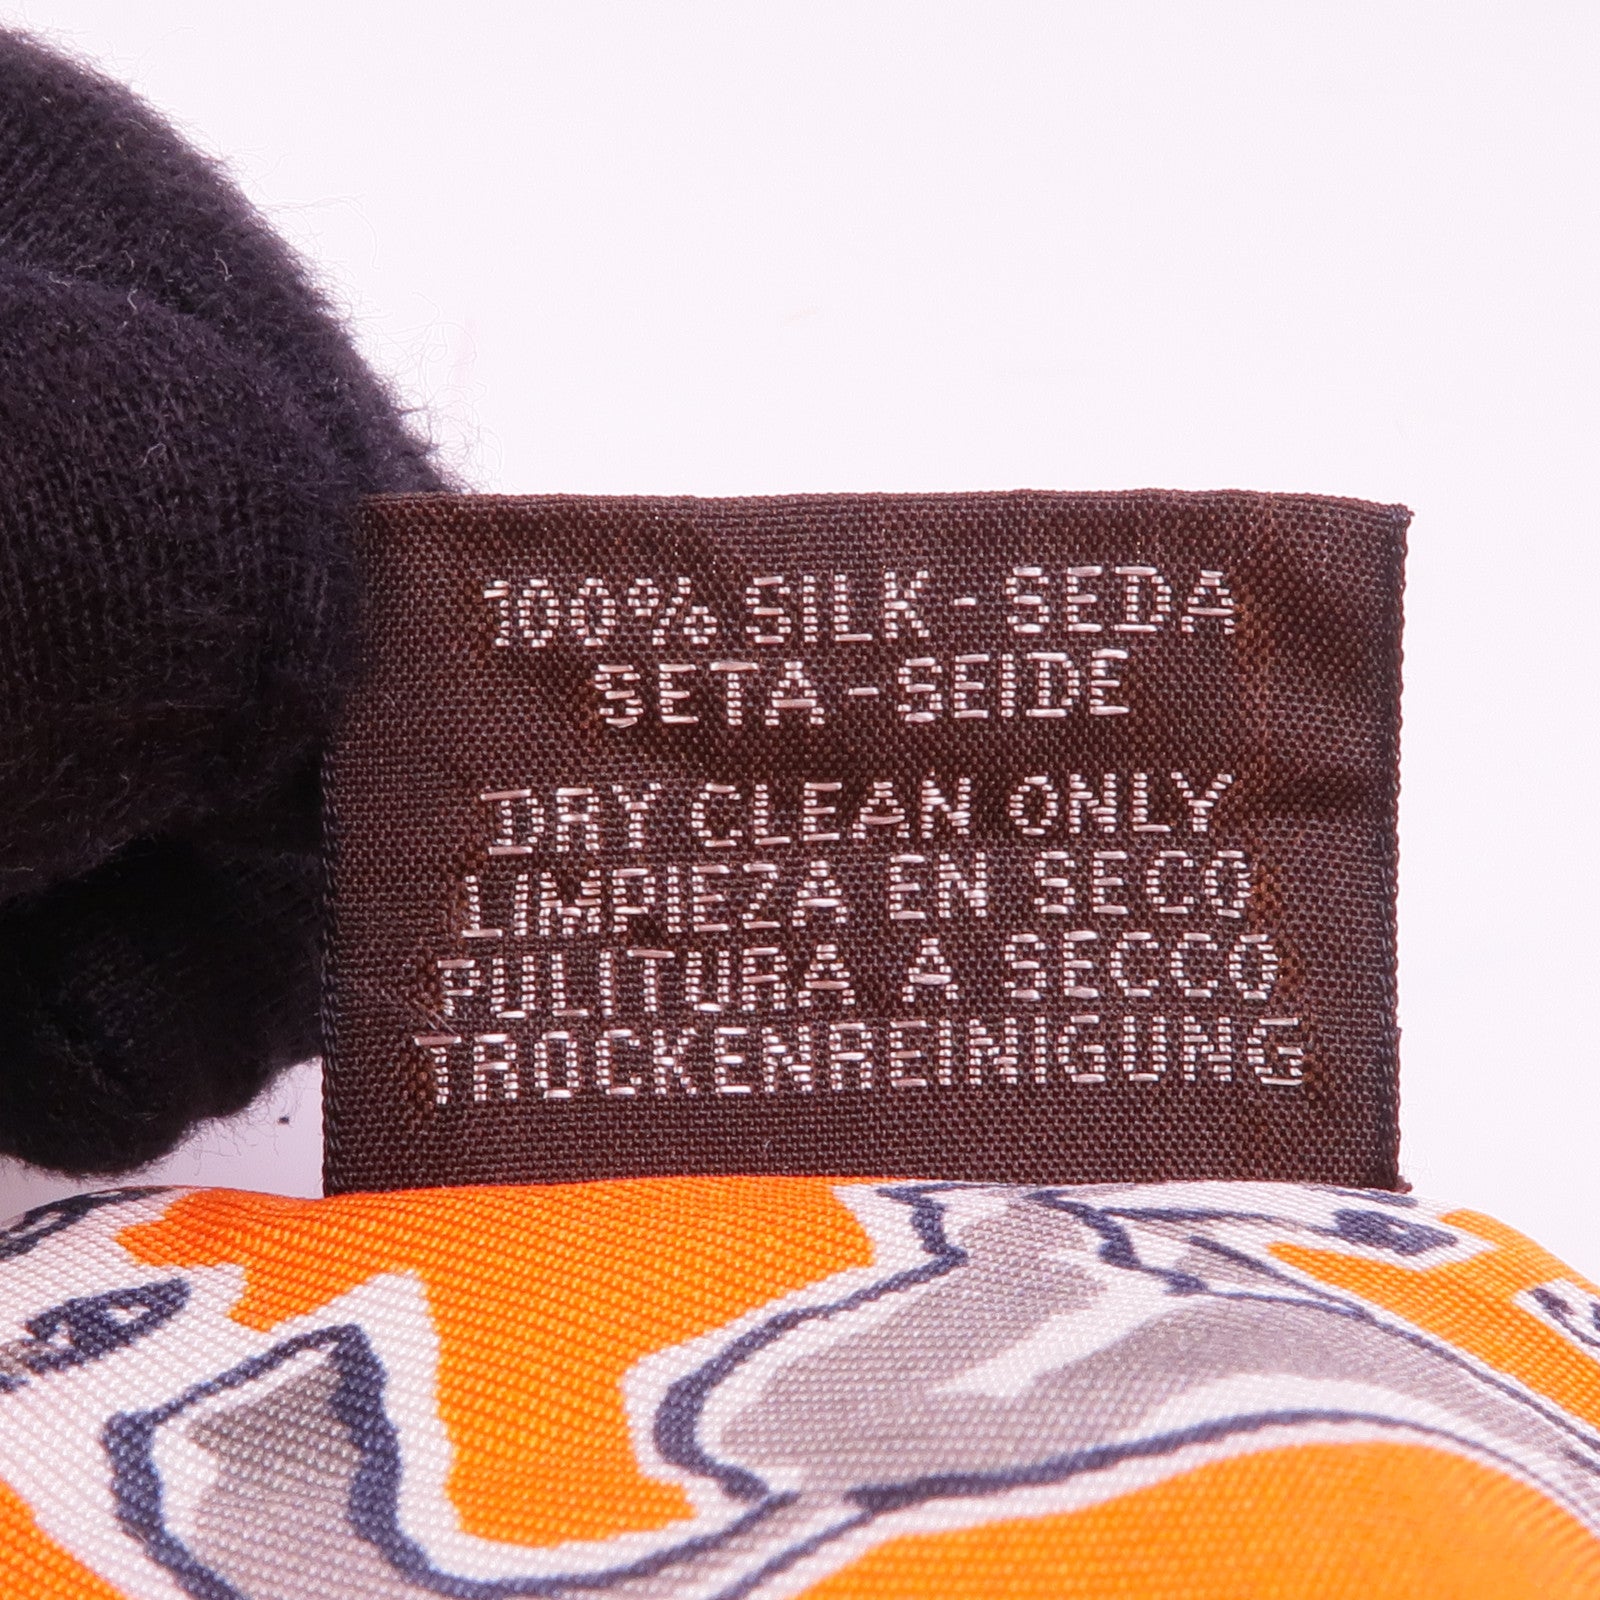 100% SILK - SEDA
SETA - SEIDE
DRY CLEAN ONLY
LIMPIEZA EN SECO
PULITURA A SECCO
TROCKENREINIGUNG